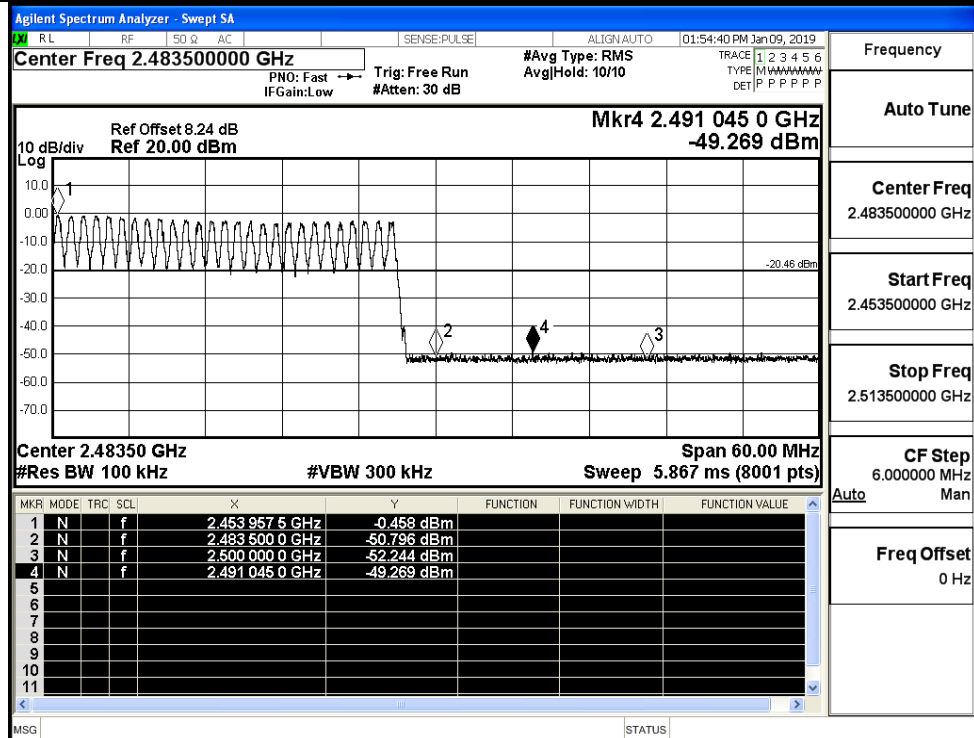 Agilent Spectrum Analyzer - Swept SA
LXI RL RF 50 Ω AC SENSE:PULSE ALIGN AUTO 01:54:40 PM Jan 09, 2019
Center Freq 2.483500000 GHz
PNO: Fast
IFGain:Low
Trig: Free Run
#Atten: 30 dB
#Avg Type: RMS
Avg|Hold: 10/10
TRACE 1 2 3 4 5 6
TYPE M WWWWW
DET P P P P P P
Ref Offset 8.24 dB
10 dB/div Ref 20.00 dBm
Log
Mkr4 2.491 045 0 GHz
-49.269 dBm
10.0
0.00
-10.0
-20.0
-30.0
-40.0
-50.0
-60.0
-70.0
1
-20.46 dBm
2
4
3
Center 2.48350 GHz Span 60.00 MHz
#Res BW 100 kHz #VBW 300 kHz Sweep 5.867 ms (8001 pts)
MKR MODE TRC SCL X Y FUNCTION FUNCTION WIDTH FUNCTION VALUE
1 N f 2.453 957 5 GHz -0.458 dBm
2 N f 2.483 500 0 GHz -50.796 dBm
3 N f 2.500 000 0 GHz -52.244 dBm
4 N f 2.491 045 0 GHz -49.269 dBm
5
6
7
8
9
10
11
MSG STATUS
Frequency
Auto Tune
Center Freq
2.483500000 GHz
Start Freq
2.453500000 GHz
Stop Freq
2.513500000 GHz
CF Step
6.000000 MHz
Auto Man
Freq Offset
0 Hz